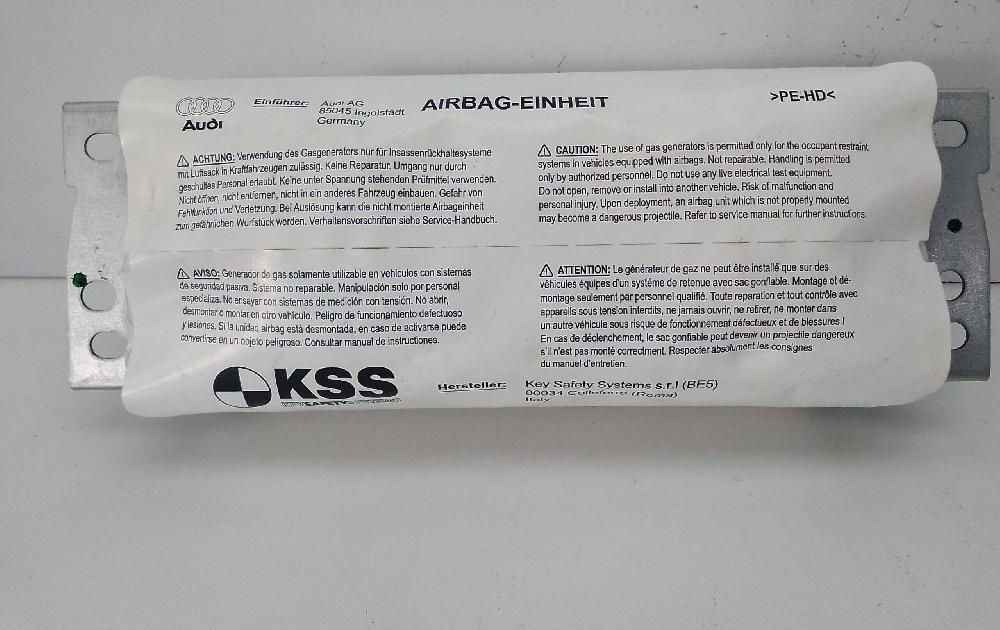 Audi
Einführer: Audi AG
85045 Ingolstadt
Germany
AIRBAG-EINHEIT
>PE-HD<
ACHTUNG: Verwendung des Gasgenerators nur für Insassenrückhaltesysteme
mit Luftsack in Kraftfahrzeugen zulässig. Keine Reparatur. Umgang nur durch
geschultes Personal erlaubt. Keine unter Spannung stehenden Prüfmittel verwenden.
Nicht öffnen, nicht entfernen, nicht in ein anderes Fahrzeug einbauen. Gefahr von
Fehlfunktion und Verletzung. Bei Auslösung kann die nicht montierte Airbageinheit
zum gefährlichen Wurfstück werden. Verhaltensvorschriften siehe Service-Handbuch.
CAUTION: The use of gas generators is permitted only for the occupant restraint
systems in vehicles equipped with airbags. Not repairable. Handling is permitted
only by authorized personnel. Do not use any live electrical test equipment.
Do not open, remove or install into another vehicle. Risk of malfunction and
personal injury. Upon deployment, an airbag unit which is not properly mounted
may become a dangerous projectile. Refer to service manual for further instructions.
AVISO: Generador de gas solamente utilizable en vehiculos con sistemas
de seguridad pasiva. Sistema no reparable. Manipulación solo por personal
especializa. No ensayar con sistemas de medición con tensión. No abrir,
desmontar o montar en otro vehículo. Peligro de funcionamiento defectuoso
y lesiones. Si la unidad airbag está desmontada, en caso de activarse puede
convertirse en un objeto peligroso. Consultar manual de instrucciones.
ATTENTION: Le générateur de gaz ne peut être installé que sur des
véhicules équipes d'un système de retenue avec sac gonflable. Montage et dé-
montage seulement par personnel qualifié. Toute reparation et tout contrôle avec
appareils sous tension interdits, ne jamais ouvrir, ne retirer, ne monter dans
un autre véhicule sous risque de fonctionnement défectueux et de blessures !
En cas de déclenchement, le sac gonflable peut devenir un projectile dangereux
s'il n'est pas monté correctment. Respecter absolument les consignes
du manuel d'entretien.
KSS
KEY SAFETY SYSTEMS
Hersteller: Key Safety Systems s.r.l (BE5)
00034 Colleferro (Roma)
Italy